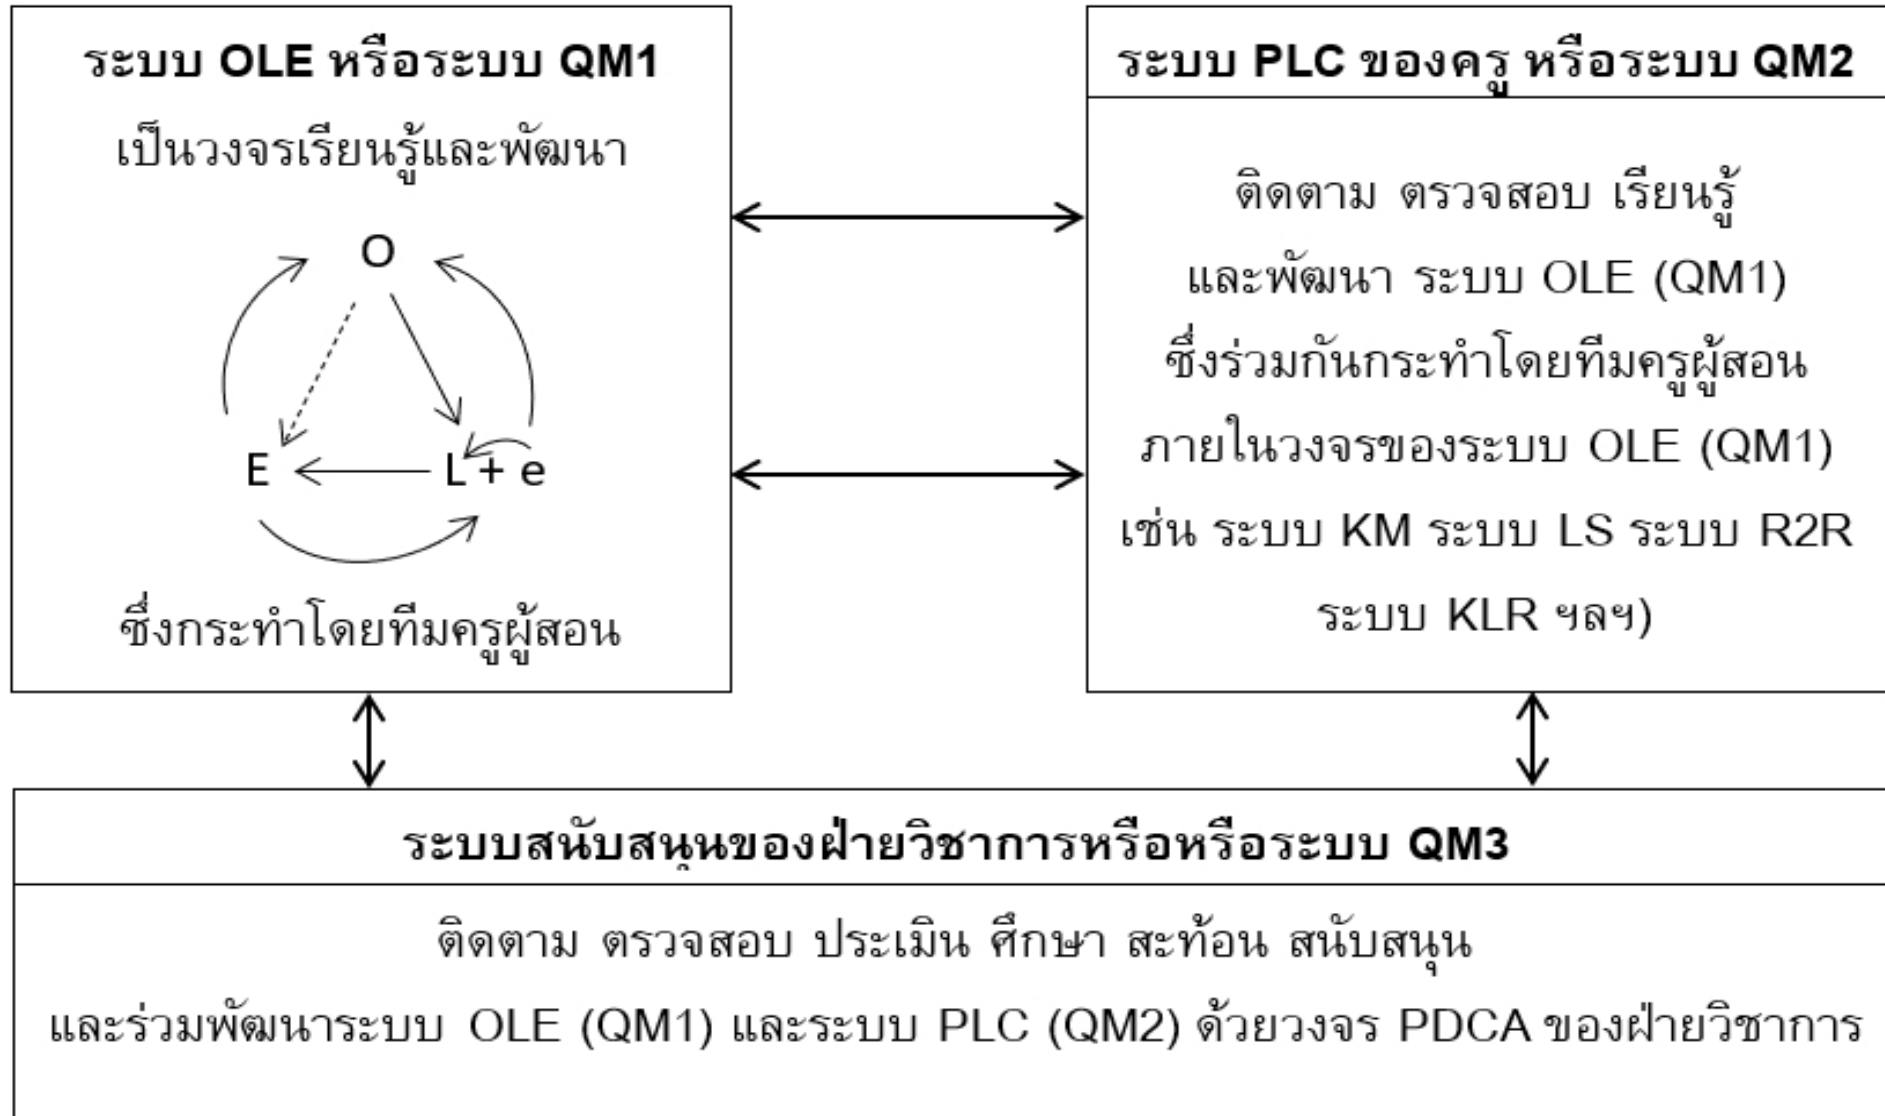 ระบบ OLE หรือระบบ QM1
เป็นวงจรเรียนรู้และพัฒนา
O
E
L + e
ซึ่งกระทำโดยทีมครูผู้สอน
ระบบ PLC ของครู หรือระบบ QM2
ติดตาม ตรวจสอบ เรียนรู้
และพัฒนา ระบบ OLE (QM1)
ซึ่งร่วมกันกระทำโดยทีมครูผู้สอน
ภายในวงจรของระบบ OLE (QM1)
เช่น ระบบ KM ระบบ LS ระบบ R2R
ระบบ KLR ฯลฯ)
ระบบสนับสนุนของฝ่ายวิชาการหรือหรือระบบ QM3
ติดตาม ตรวจสอบ ประเมิน ศึกษา สะท้อน สนับสนุน
และร่วมพัฒนาระบบ OLE (QM1) และระบบ PLC (QM2) ด้วยวงจร PDCA ของฝ่ายวิชาการ